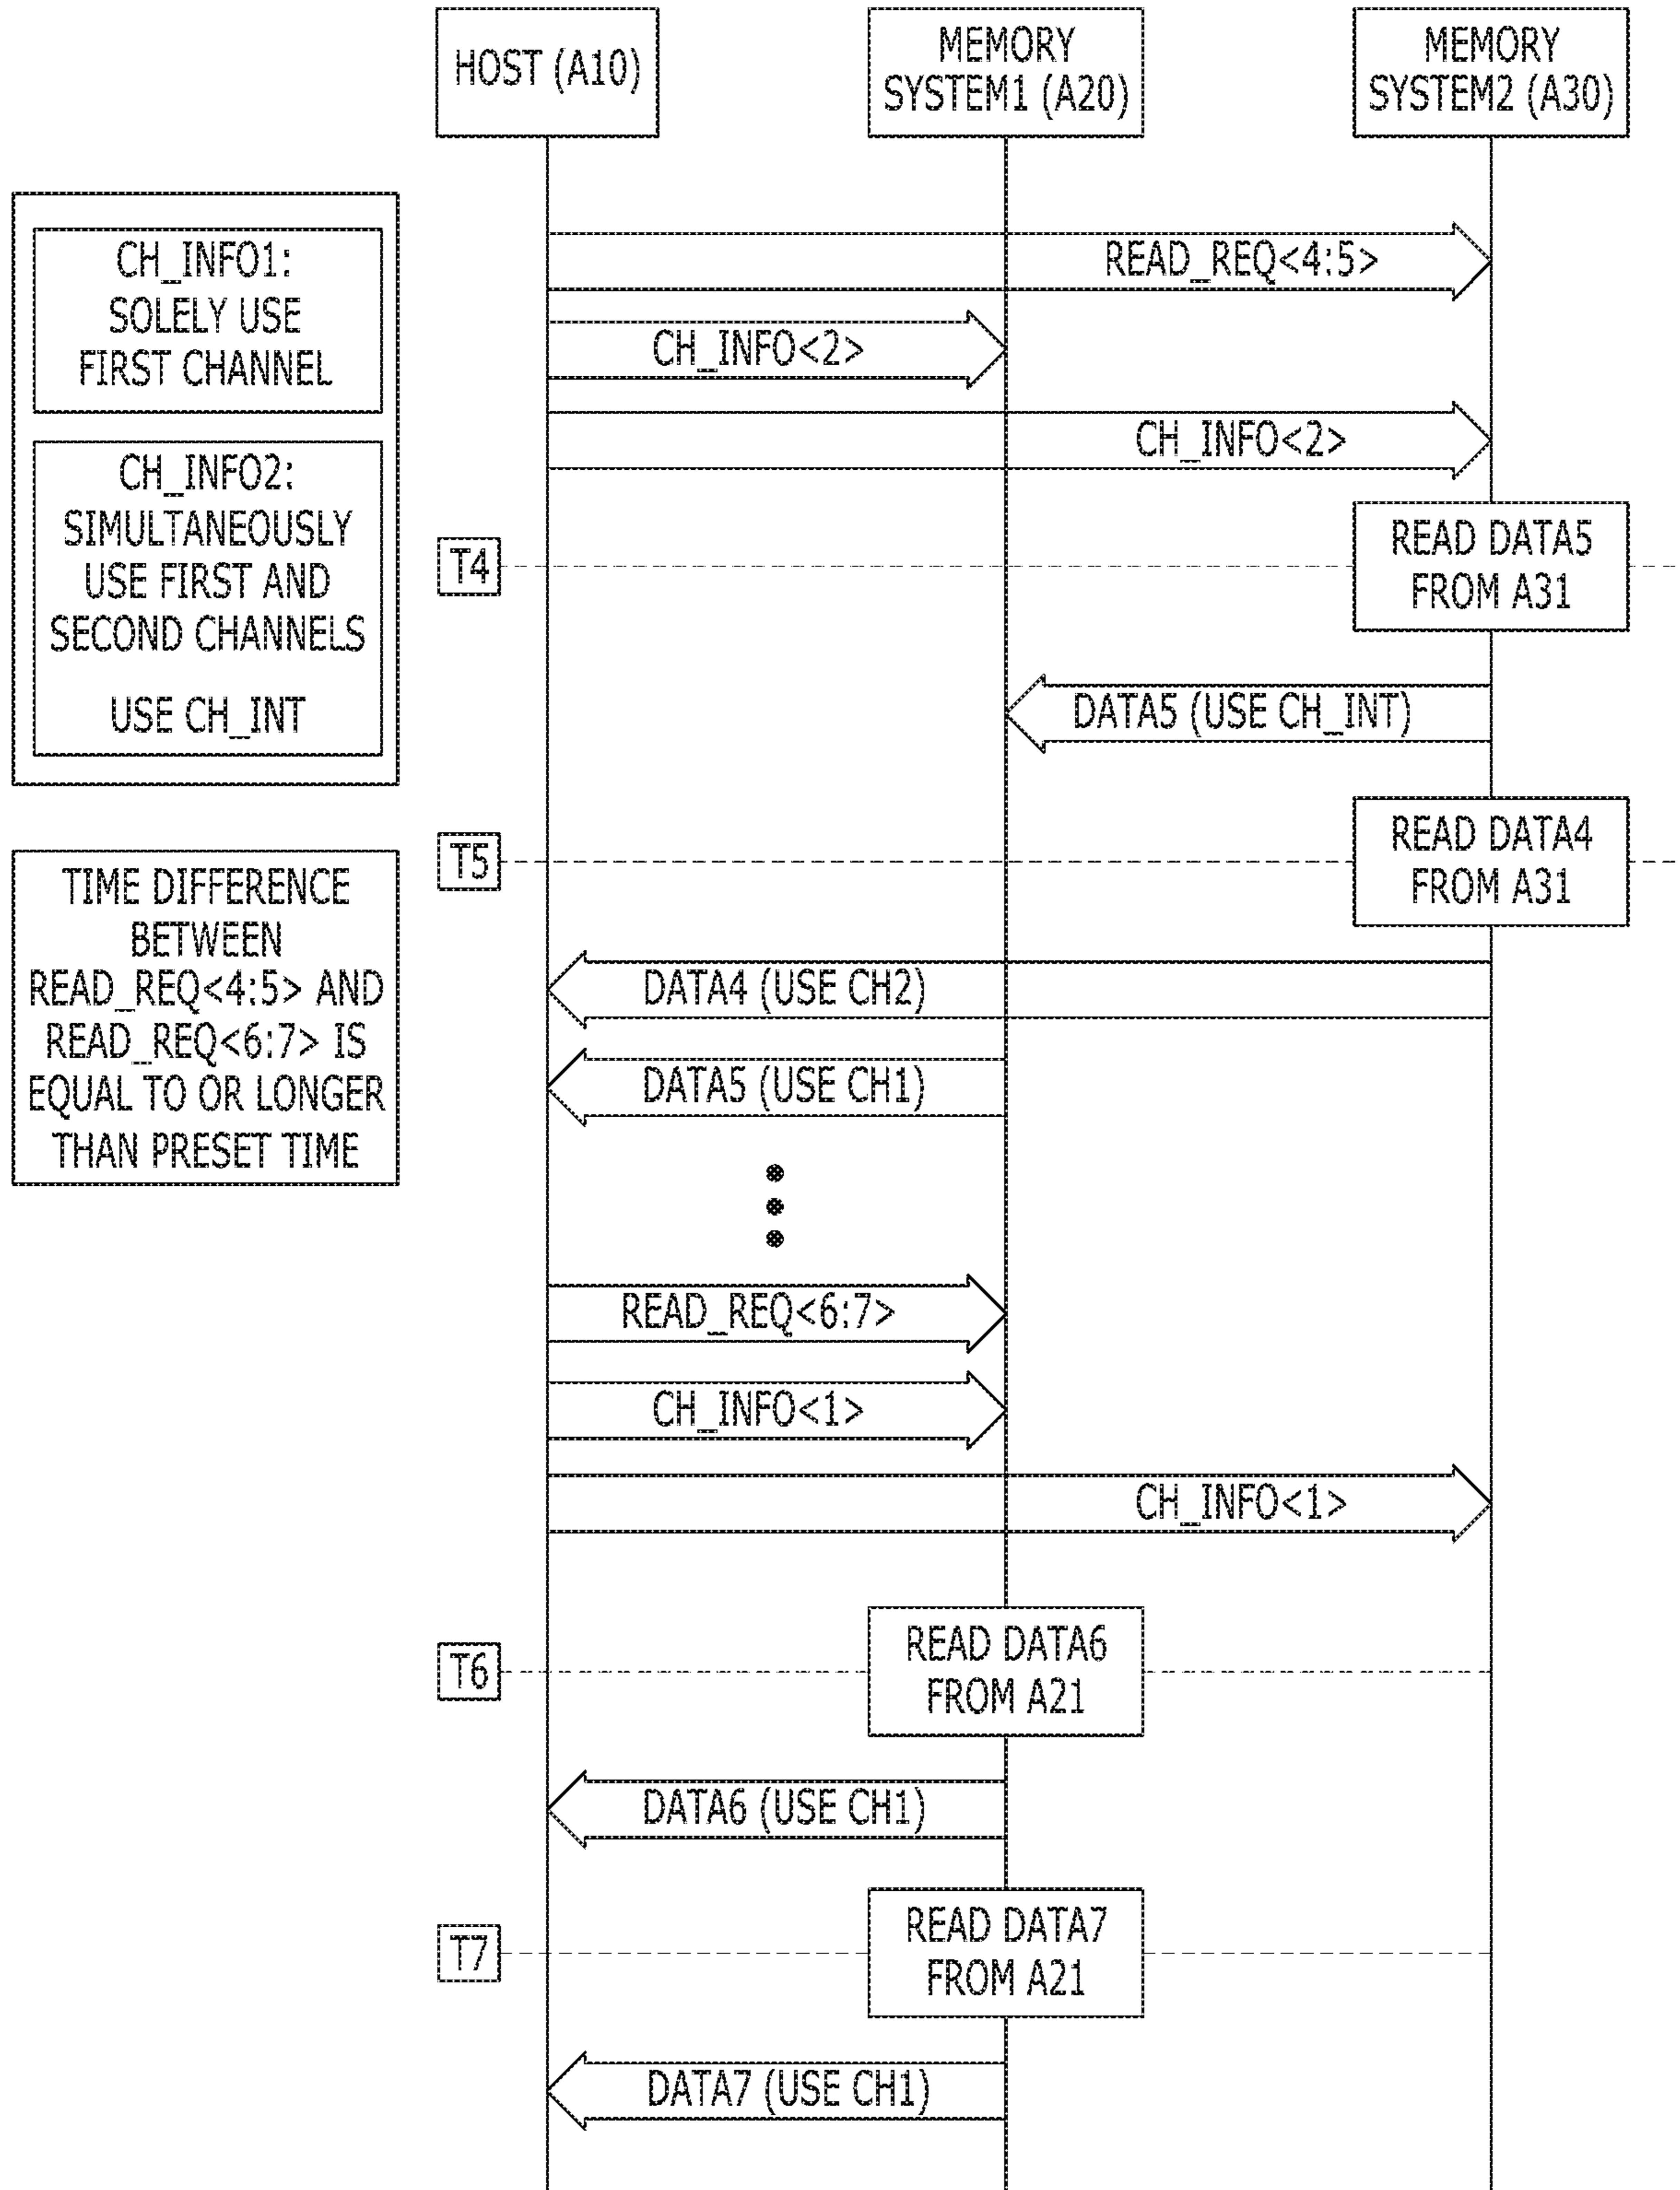 HOST (A10)
MEMORY
SYSTEM1 (A20)
MEMORY
SYSTEM2 (A30)
CH_INFO1:
SOLELY USE
FIRST CHANNEL
CH_INFO2:
SIMULTANEOUSLY
USE FIRST AND
SECOND CHANNELS
USE CH_INT
READ_REQ<4:5>
CH_INFO<2>
CH_INFO<2>
T4
READ DATA5
FROM A31
DATA5 (USE CH_INT)
T5
READ DATA4
FROM A31
TIME DIFFERENCE
BETWEEN
READ_REQ<4:5> AND
READ_REQ<6:7> IS
EQUAL TO OR LONGER
THAN PRESET TIME
DATA4 (USE CH2)
DATA5 (USE CH1)
READ_REQ<6:7>
CH_INFO<1>
CH_INFO<1>
T6
READ DATA6
FROM A21
DATA6 (USE CH1)
T7
READ DATA7
FROM A21
DATA7 (USE CH1)